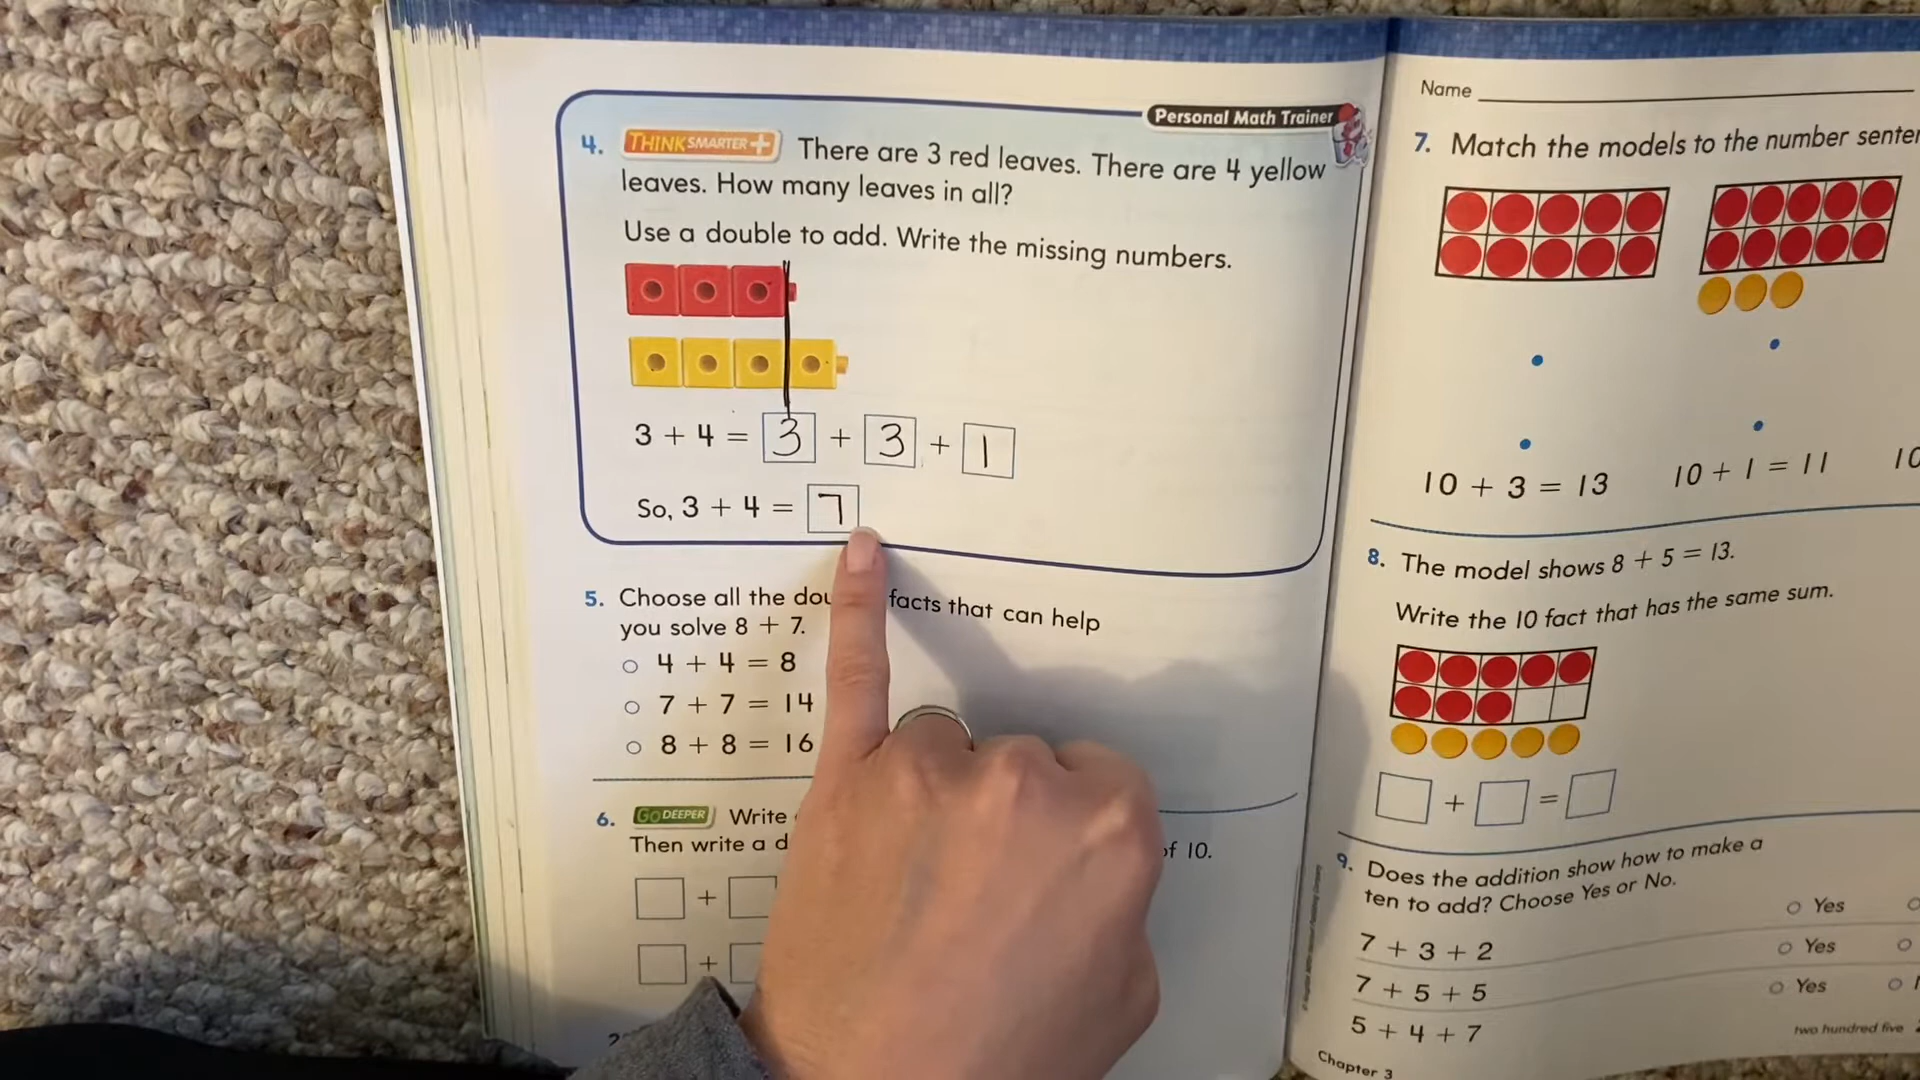 Personal Math Trainer
4. THINK SMARTER + There are 3 red leaves. There are 4 yellow
leaves. How many leaves in all?
Use a double to add. Write the missing numbers.
3 + 4 = 3 + 3 + 1
So, 3 + 4 = 7
5. Choose all the facts that can help
you solve 8 + 7.
4 + 4 = 8
7 + 7 = 14
8 + 8 = 16
6. GO DEEPER Write
Then write a of 10.
+
+
Name
7. Match the models to the number
10 + 3 = 13 10 + 1 = 11 10
8. The model shows 8 + 5 = 13.
Write the 10 fact that has the same sum.
+ =
9. Does the addition show how to make a
ten to add? Choose Yes or No.
7 + 3 + 2 Yes
7 + 5 + 5 Yes
5 + 4 + 7 Yes
Chapter 3 two hundred five